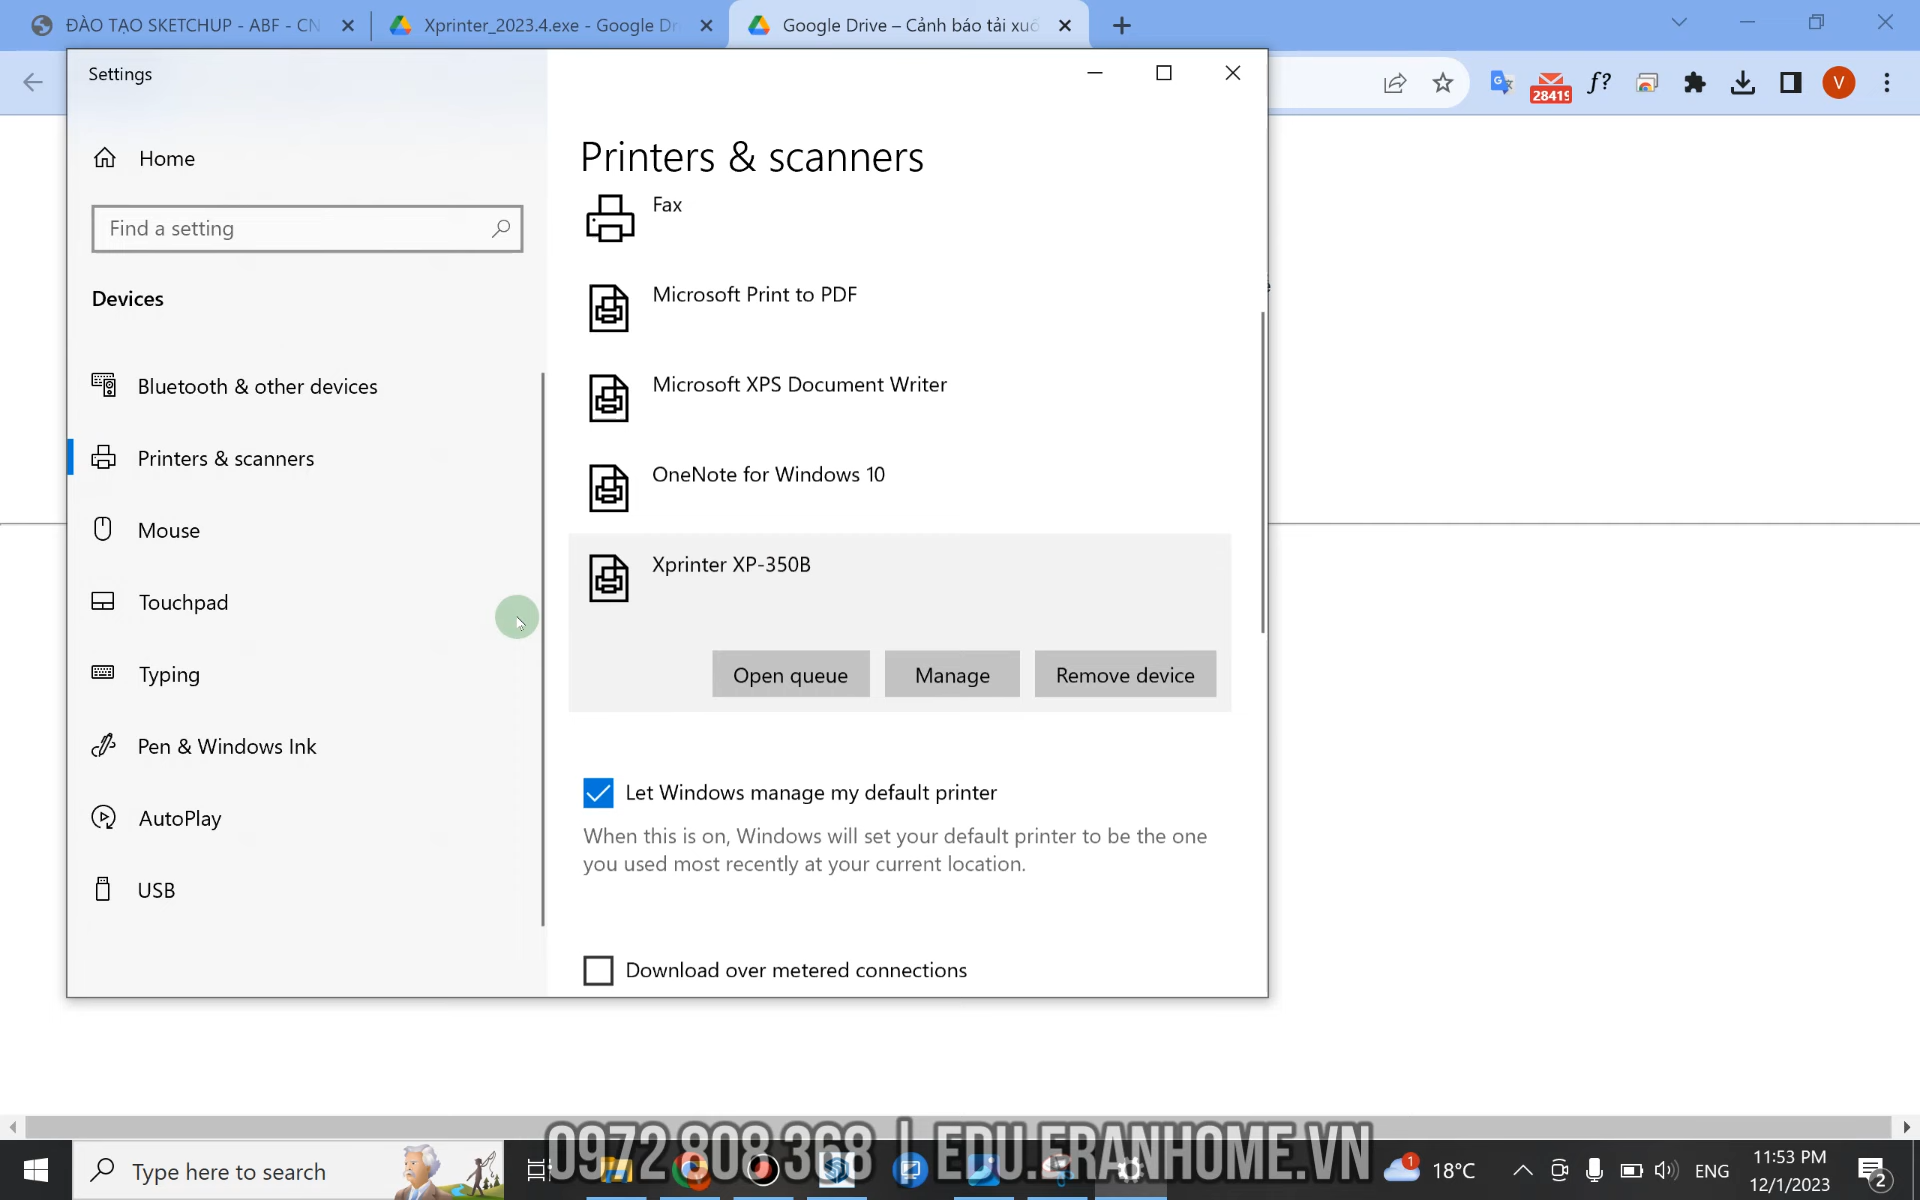 ĐÀO TẠO SKETCHUP - ABF - CN
Xprinter_2023.4.exe - Google Dr
Google Drive – Cảnh báo tải xuố
Settings
28419
f?
V
Home
Printers & scanners
Find a setting
Fax
Devices
Microsoft Print to PDF
Bluetooth & other devices
Microsoft XPS Document Writer
Printers & scanners
OneNote for Windows 10
Mouse
Xprinter XP-350B
Touchpad
Open queue
Manage
Remove device
Typing
Pen & Windows Ink
Let Windows manage my default printer
AutoPlay
When this is on, Windows will set your default printer to be the one
you used most recently at your current location.
USB
Download over metered connections
0972 808 368 | EDU.ERANHOME.VN
Type here to search
1
18°C
ENG
11:53 PM
12/1/2023
2